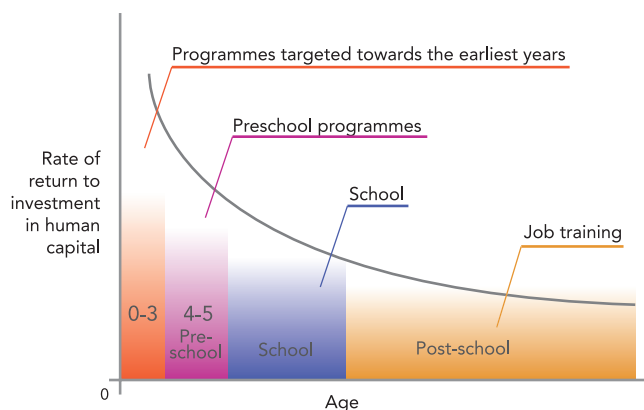 Programmes targeted towards the earliest years
Preschool programmes
Rate of
return to
investment
in human
capital
School
Job training
0-3
4-5
Pre-
school
School
Post-school
0
Age